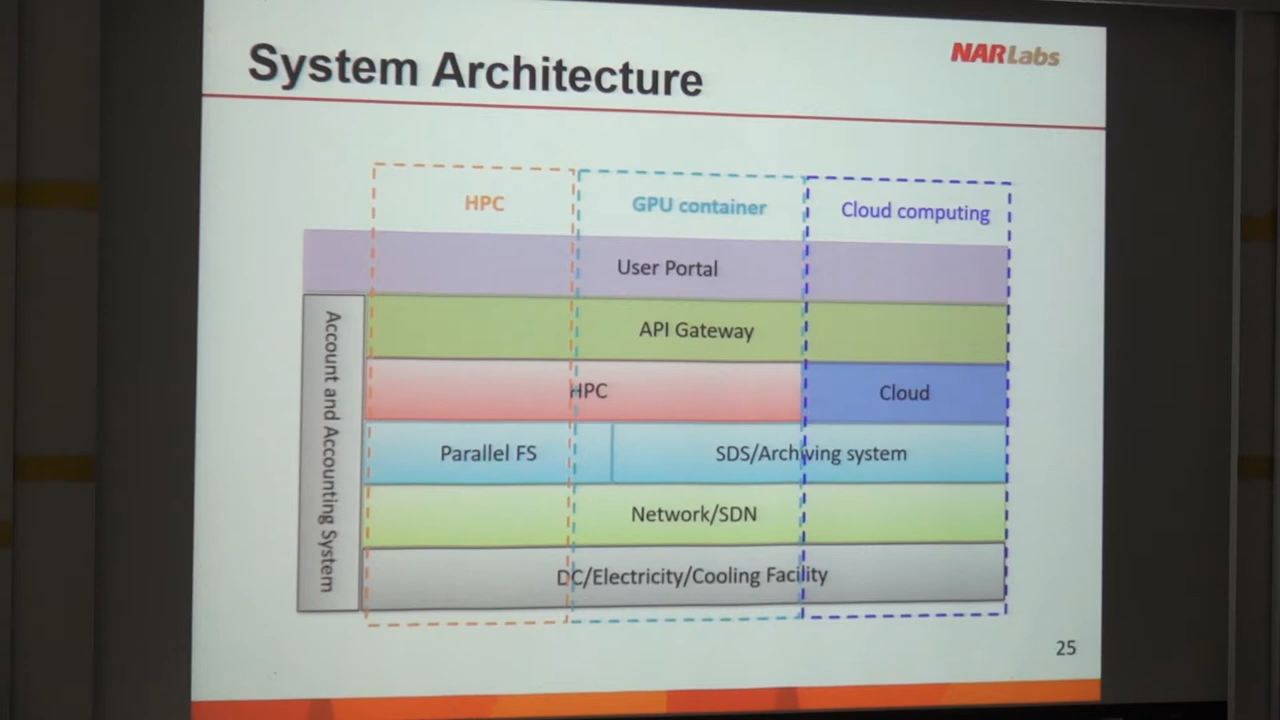 System Architecture
NARLabs
HPC
GPU container
Cloud computing
User Portal
Account and Accounting System
API Gateway
HPC
Cloud
Parallel FS
SDS/Archiving system
Network/SDN
DC/Electricity/Cooling Facility
25